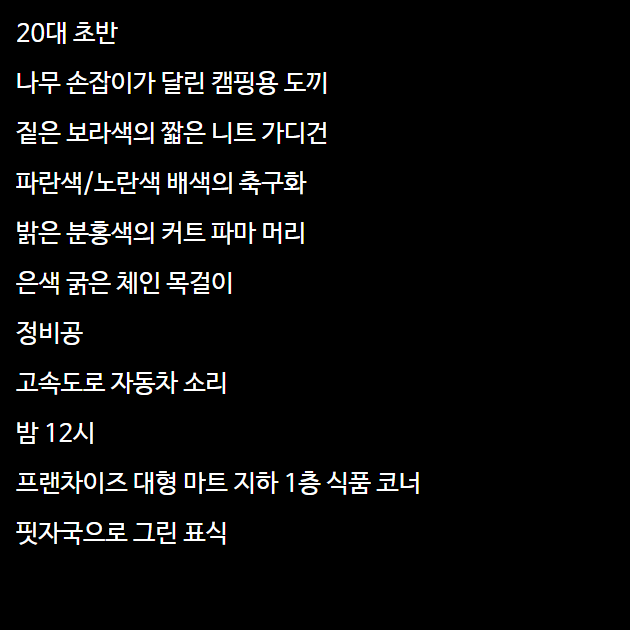 20대 초반
나무 손잡이가 달린 캠핑용 도끼
짙은 보라색의 짧은 니트 가디건
파란색/노란색 배색의 축구화
밝은 분홍색의 커트 파마 머리
은색 굵은 체인 목걸이
정비공
고속도로 자동차 소리
밤 12시
프랜차이즈 대형 마트 지하 1층 식품 코너
핏자국으로 그린 표식